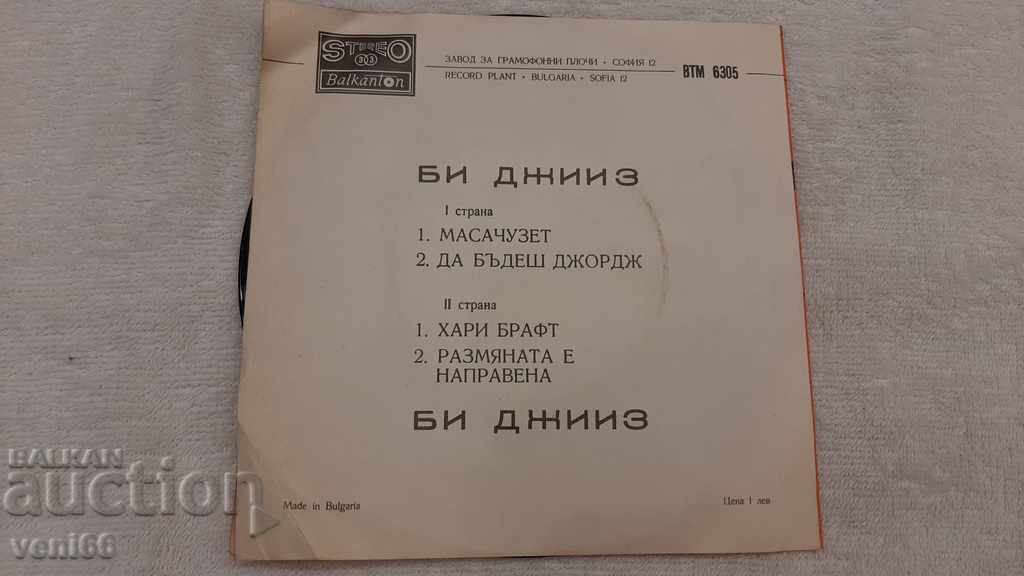 STEREO
33
Balkanton
ЗАВОД ЗА ГРАМОФОННИ ПЛОЧИ • СОФИЯ 12
RECORD PLANT • BULGARIA • SOFIA 12
ВТМ 6305
БИ ДЖИИЗ
I страна
1. МАСАЧУЗЕТ
2. ДА БЪДЕШ ДЖОРДЖ
II страна
1. ХАРИ БРАФТ
2. РАЗМЯНАТА Е
НАПРАВЕНА
БИ ДЖИИЗ
Made in Bulgaria
Цена 1 лев
BALKAN
auction
veni66